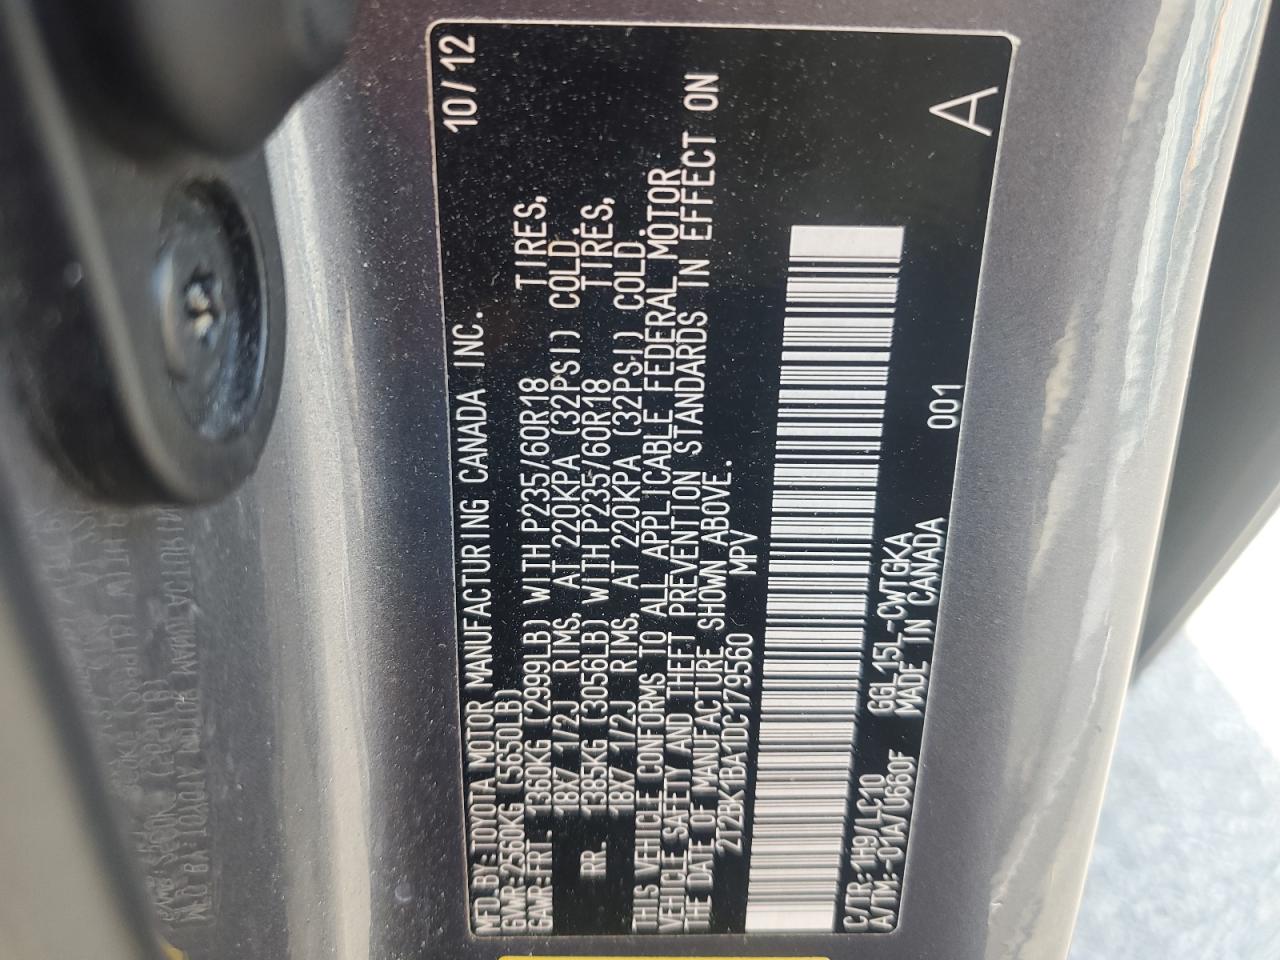 MFD.BY:TOYOTA MOTOR MANUFACTURING CANADA INC. 10/12
GVWR:2560KG (5650LB)
GAWR:FRT. 1360KG (2999LB) WITH P235/60R18 TIRES,
18X7 1/2J RIMS, AT 220KPA (32PSI) COLD.
RR. 1385KG (3056LB) WITH P235/60R18 TIRES,
18X7 1/2J RIMS, AT 220KPA (32PSI) COLD.
THIS VEHICLE CONFORMS TO ALL APPLICABLE FEDERAL MOTOR
VEHICLE SAFETY AND THEFT PREVENTION STANDARDS IN EFFECT ON
THE DATE OF MANUFACTURE SHOWN ABOVE.
2T2BK1BA1DC179560 MPV
C/TR:1H9/LC10 GGL15L-CWTGKA 001 A
A/TM:-01A/U660F MADE IN CANADA